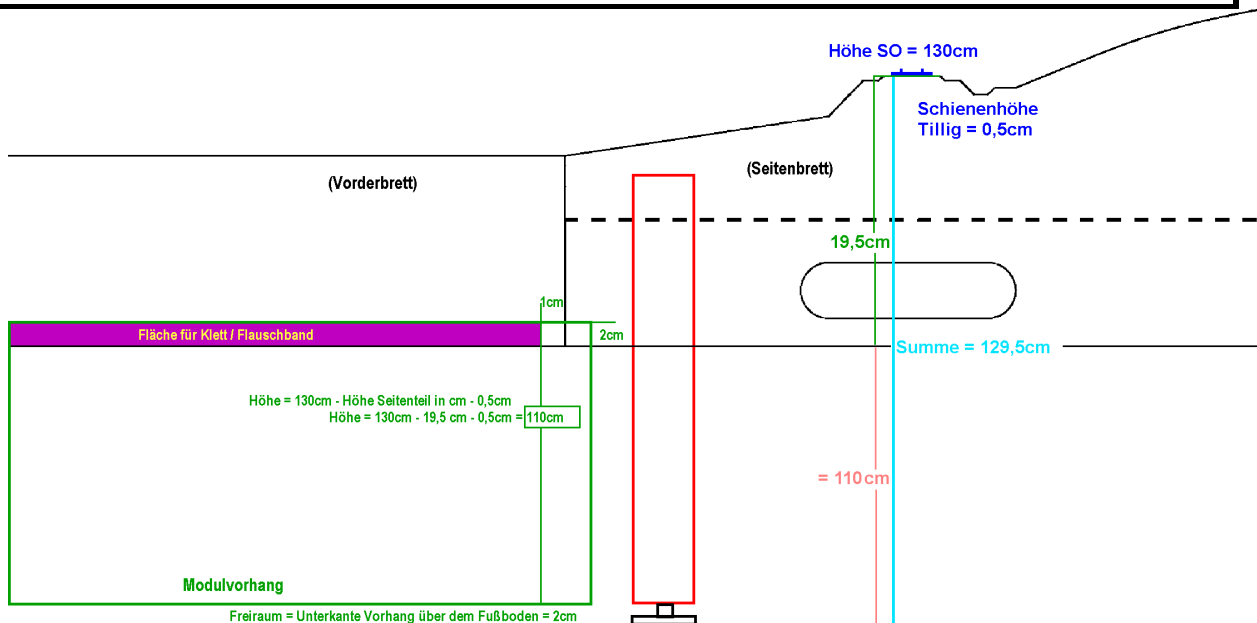 Höhe SO = 130cm
Schienenhöhe
Tillig = 0,5cm
(Vorderbrett)
(Seitenbrett)
19,5cm
1cm
Fläche für Klett / Flauschband
2cm
Summe = 129,5cm
Höhe = 130cm - Höhe Seitenteil in cm - 0,5cm
Höhe = 130cm - 19,5 cm - 0,5cm = 110cm
= 110cm
Modulvorhang
Freiraum = Unterkante Vorhang über dem Fußboden = 2cm